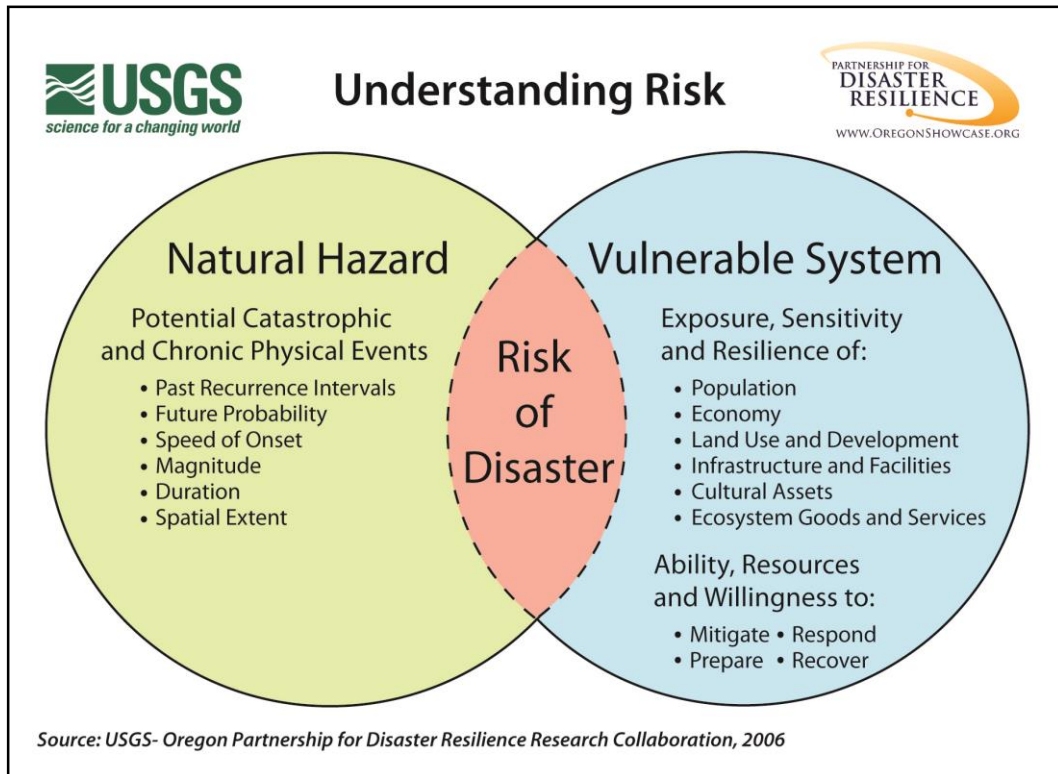 USGS
science for a changing world
Understanding Risk
PARTNERSHIP FOR
DISASTER
RESILIENCE
WWW.OREGONSHOWCASE.ORG
Natural Hazard
Potential Catastrophic
and Chronic Physical Events
• Past Recurrence Intervals
• Future Probability
• Speed of Onset
• Magnitude
• Duration
• Spatial Extent
Risk
of
Disaster
Vulnerable System
Exposure, Sensitivity
and Resilience of:
• Population
• Economy
• Land Use and Development
• Infrastructure and Facilities
• Cultural Assets
• Ecosystem Goods and Services
Ability, Resources
and Willingness to:
• Mitigate • Respond
• Prepare • Recover
Source: USGS- Oregon Partnership for Disaster Resilience Research Collaboration, 2006